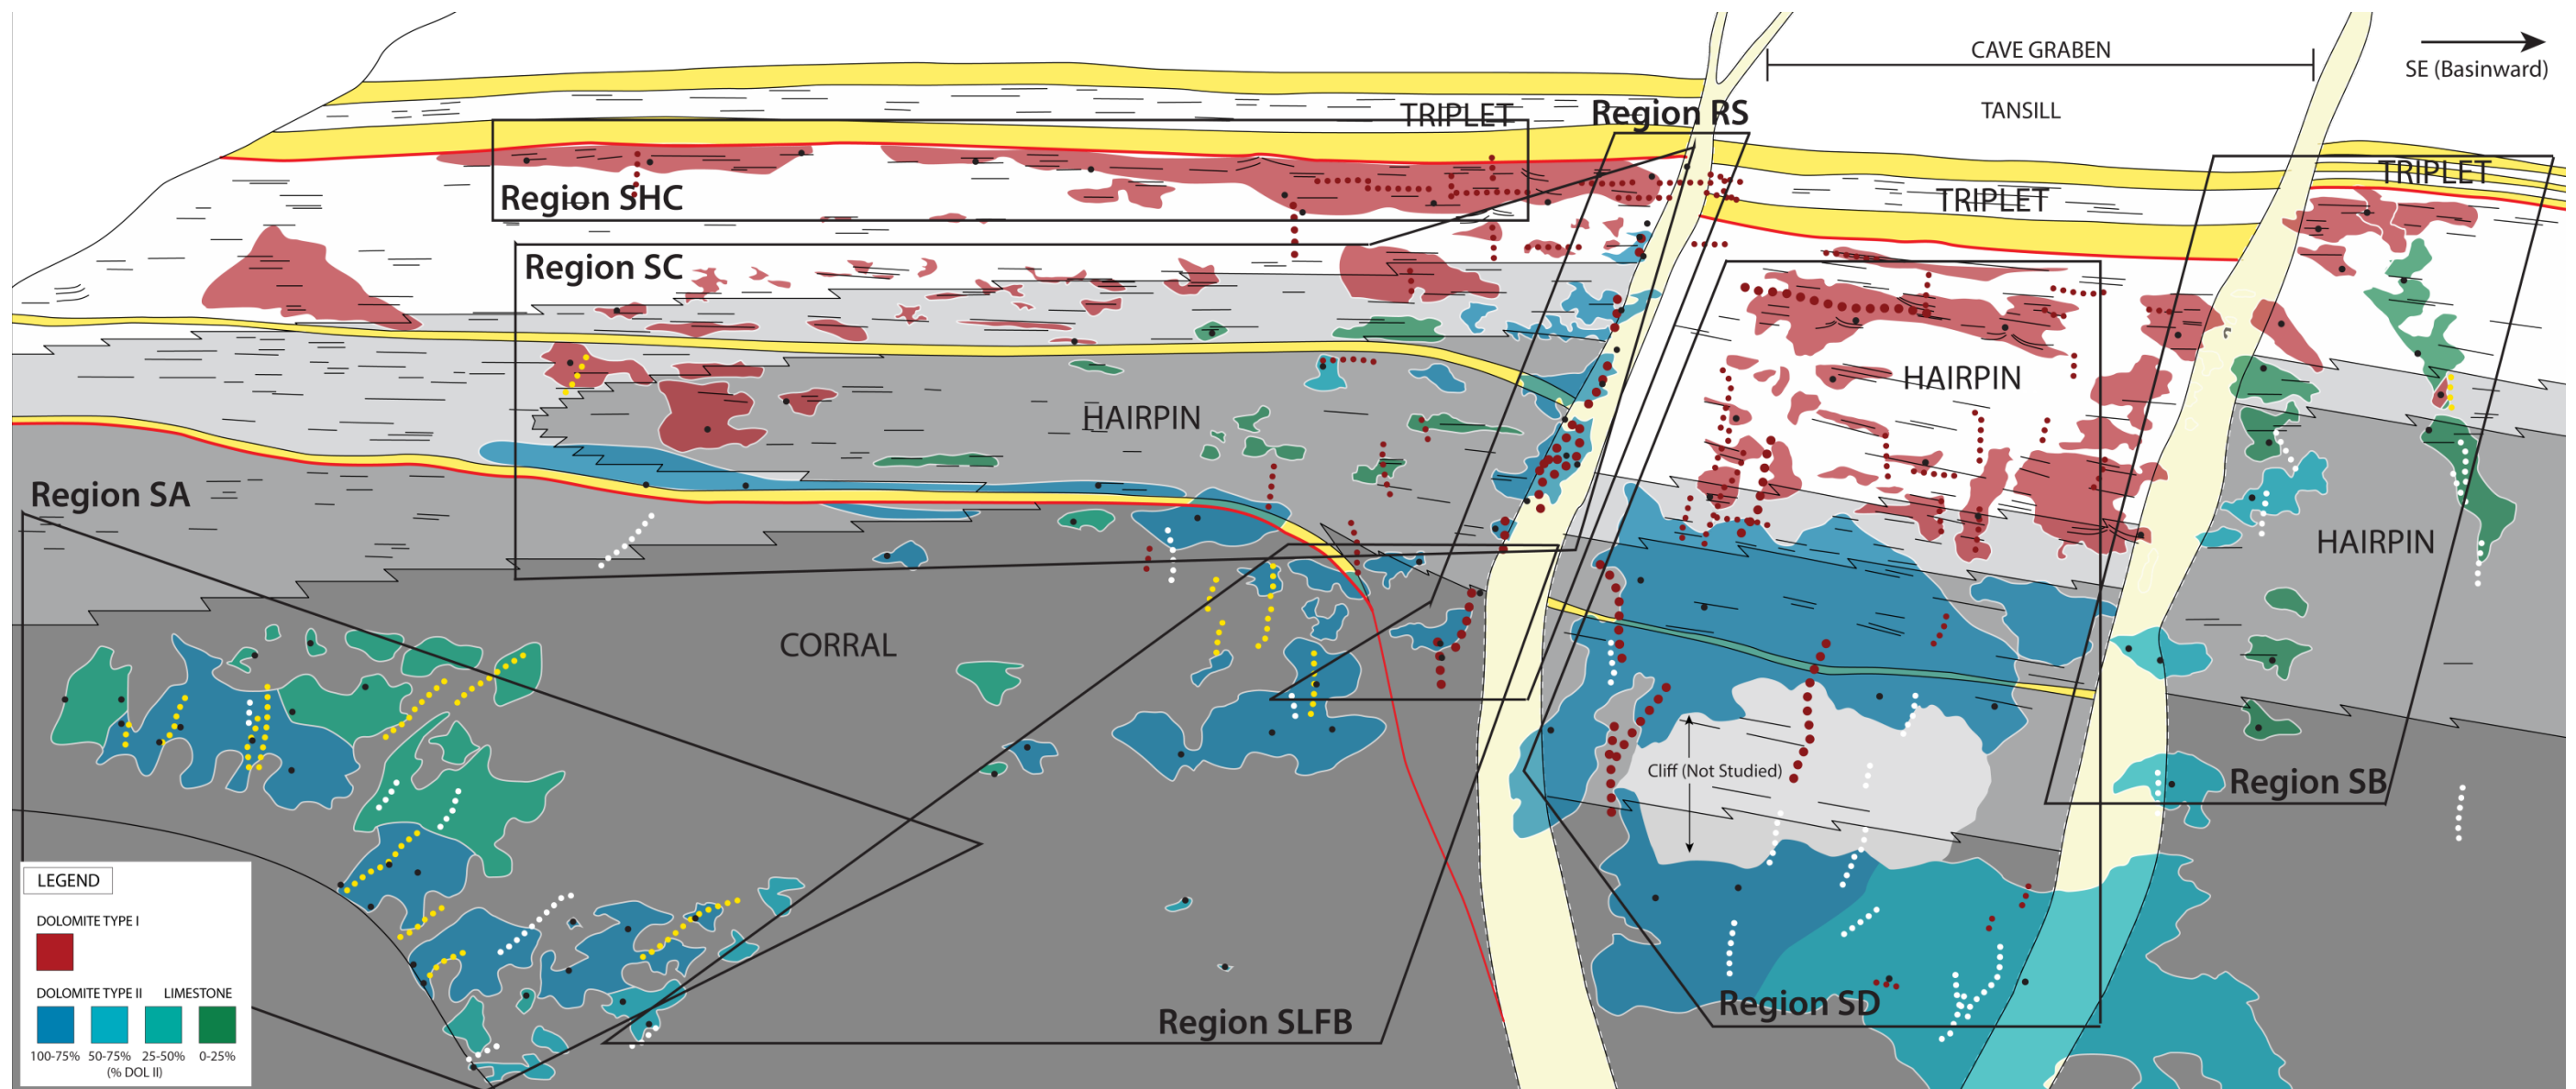 CAVE GRABEN
SE (Basinward)
TRIPLET
Region RS
TANSILL
TRIPLET
Region SHC
TRIPLET
Region SC
HAIRPIN
HAIRPIN
Region SA
HAIRPIN
CORRAL
Cliff (Not Studied)
Region SB
LEGEND
DOLOMITE TYPE I
DOLOMITE TYPE II LIMESTONE
100-75% 50-75% 25-50% 0-25%
(% DOL II)
Region SLFB
Region SD